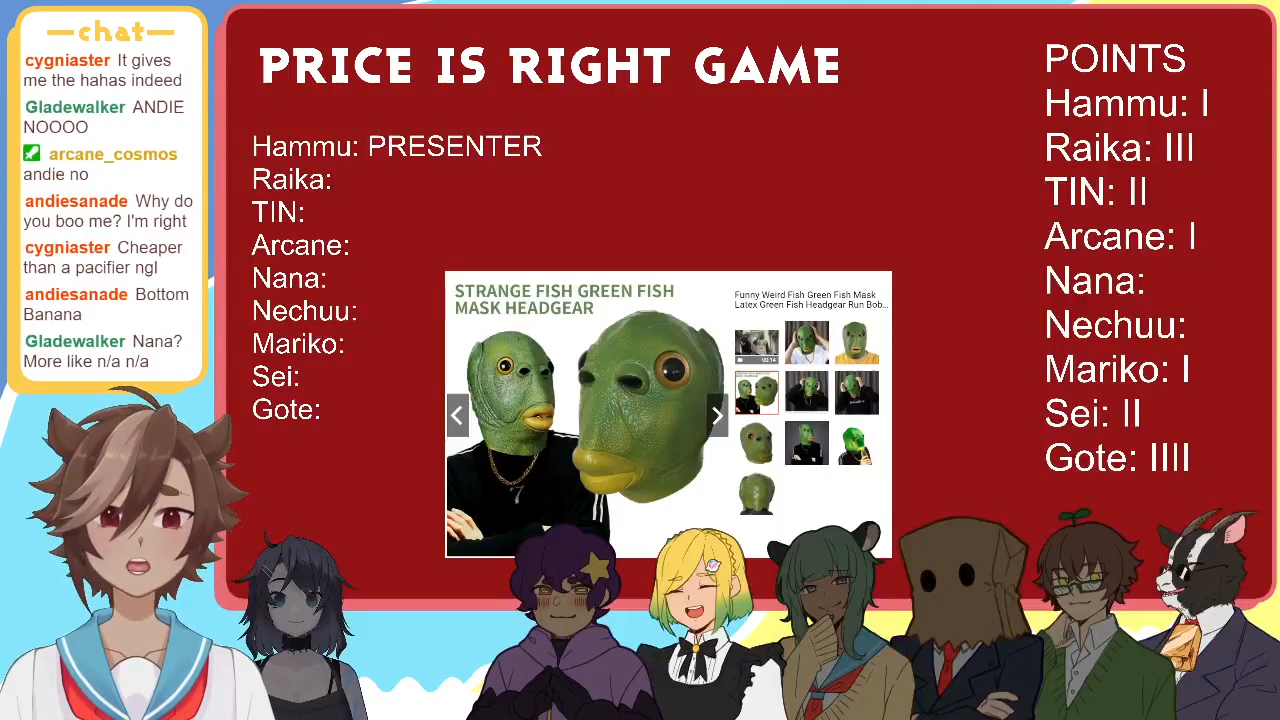 chat
cygniaster It gives
me the hahas indeed
Gladewalker ANDIE
NOOOO
arcane_cosmos
andie no
andiesanade Why do
you boo me? I'm right
cygniaster Cheaper
than a pacifier ngl
andiesanade Bottom
Banana
Gladewalker Nana?
More like n/a n/a
PRICE IS RIGHT GAME
Hammu: PRESENTER
Raika:
TIN:
Arcane:
Nana:
Nechuu:
Mariko:
Sei:
Gote:
STRANGE FISH GREEN FISH
MASK HEADGEAR
Funny Weird Fish Green Fish Mask
Latex Green Fish Headgear Run Bob...
00:14
POINTS
Hammu: I
Raika: III
TIN: II
Arcane: I
Nana:
Nechuu:
Mariko: I
Sei: II
Gote: IIII